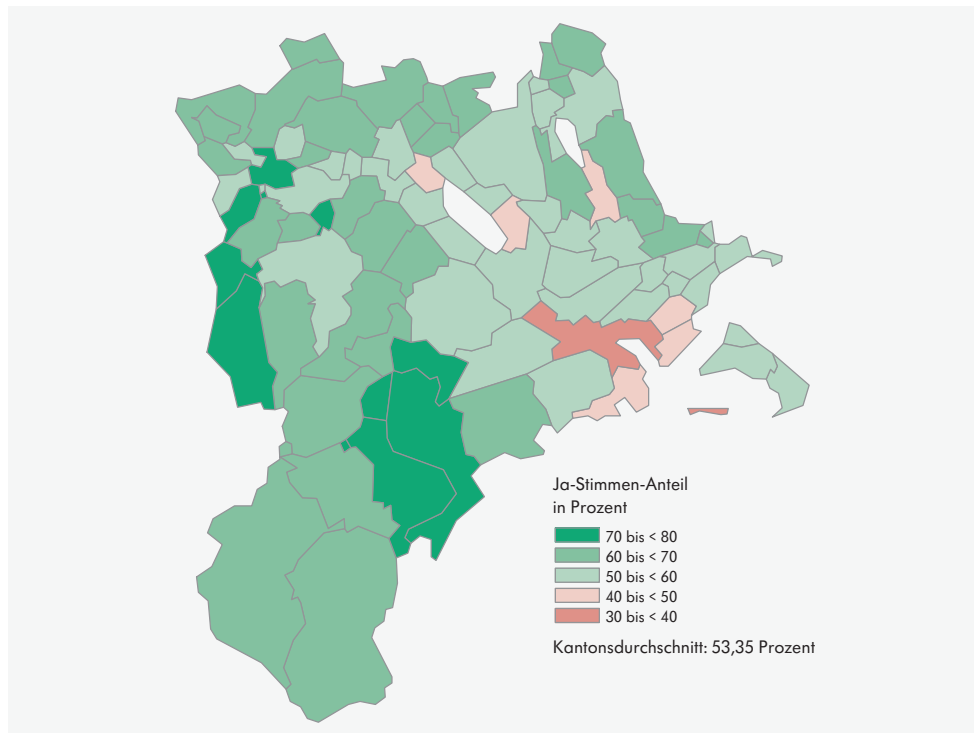 Ja-Stimmen-Anteil
in Prozent
70 bis < 80
60 bis < 70
50 bis < 60
40 bis < 50
30 bis < 40
Kantonsdurchschnitt: 53,35 Prozent